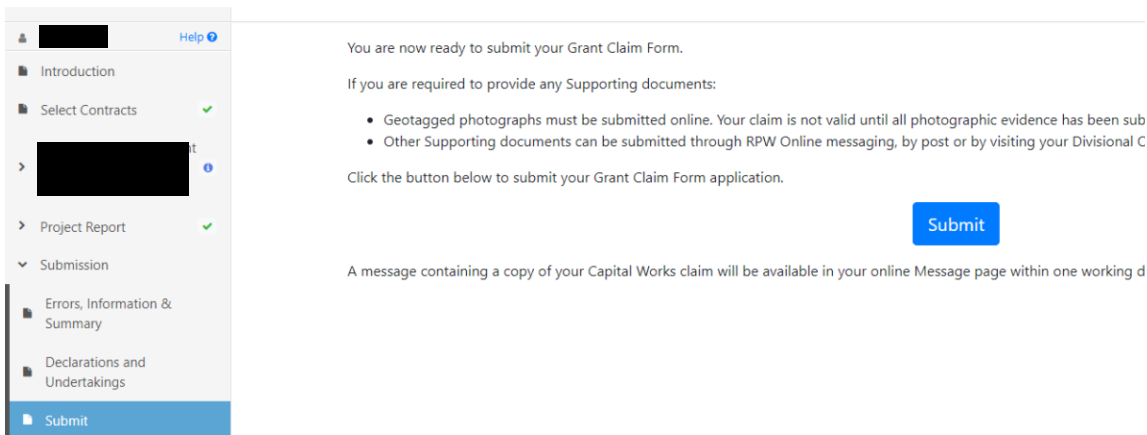 Help
Introduction
Select Contracts
Project Report
Submission
Errors, Information &
Summary
Declarations and
Undertakings
Submit
You are now ready to submit your Grant Claim Form.
If you are required to provide any Supporting documents:
Geotagged photographs must be submitted online. Your claim is not valid until all photographic evidence has been sub
Other Supporting documents can be submitted through RPW Online messaging, by post or by visiting your Divisional
Click the button below to submit your Grant Claim Form application.
Submit
A message containing a copy of your Capital Works claim will be available in your online Message page within one working d